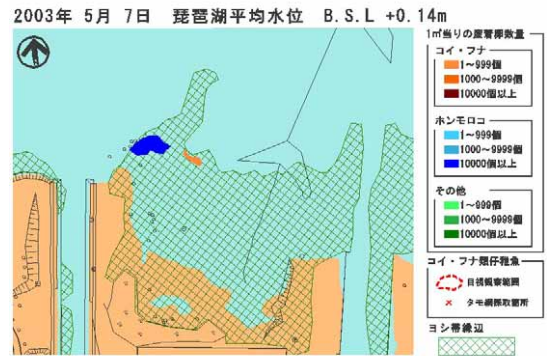 2003年 5月 7日 琵琶湖平均水位 B.S.L +0.14m
1㎡当りの産着卵数量
コイ・フナ
1～999個
1000～9999個
10000個以上
ホンモロコ
1～999個
1000～9999個
10000個以上
その他
1～999個
1000～9999個
10000個以上
コイ・フナ類仔稚魚
目視観察範囲
タモ網採取箇所
ヨシ帯縁辺